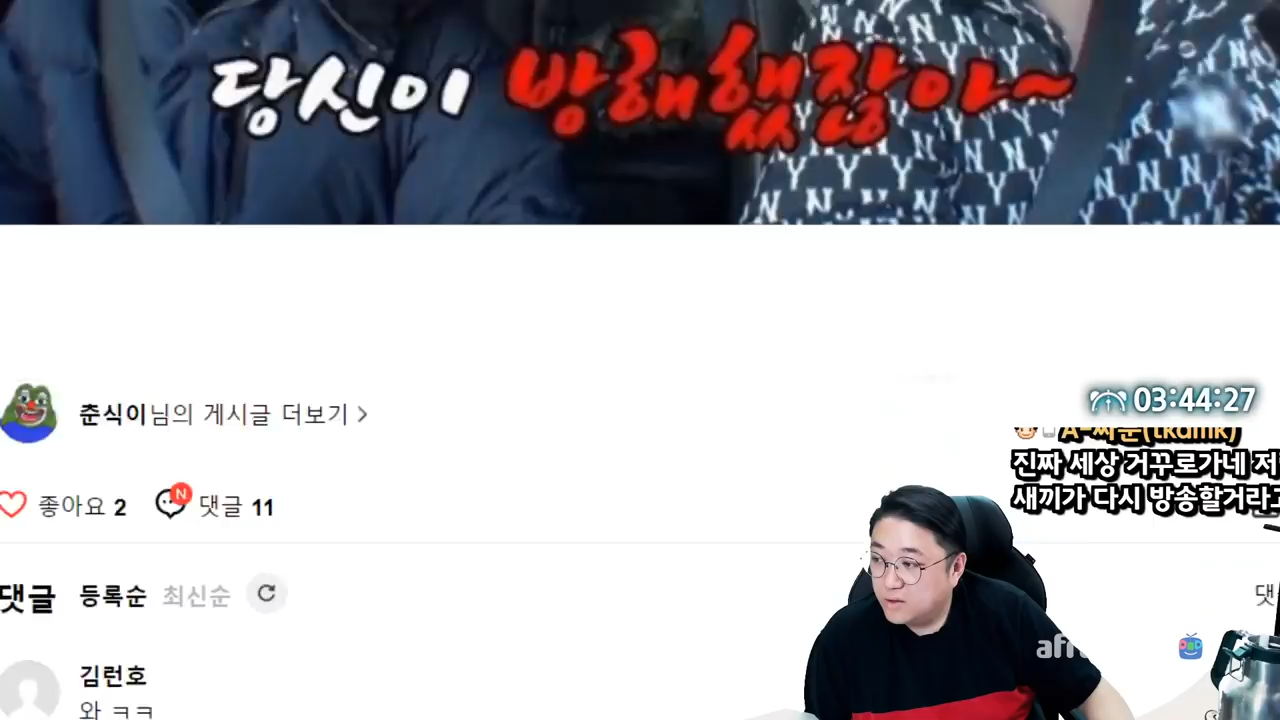 당신이 방해했잖아~
춘식이님의 게시글 더보기 >
03:44:27
진짜 세상 거꾸로가네 저
새끼가 다시 방송할거라고
좋아요 2 N 댓글 11
댓글 등록순 최신순
댓
김런호
와 ㅋㅋ